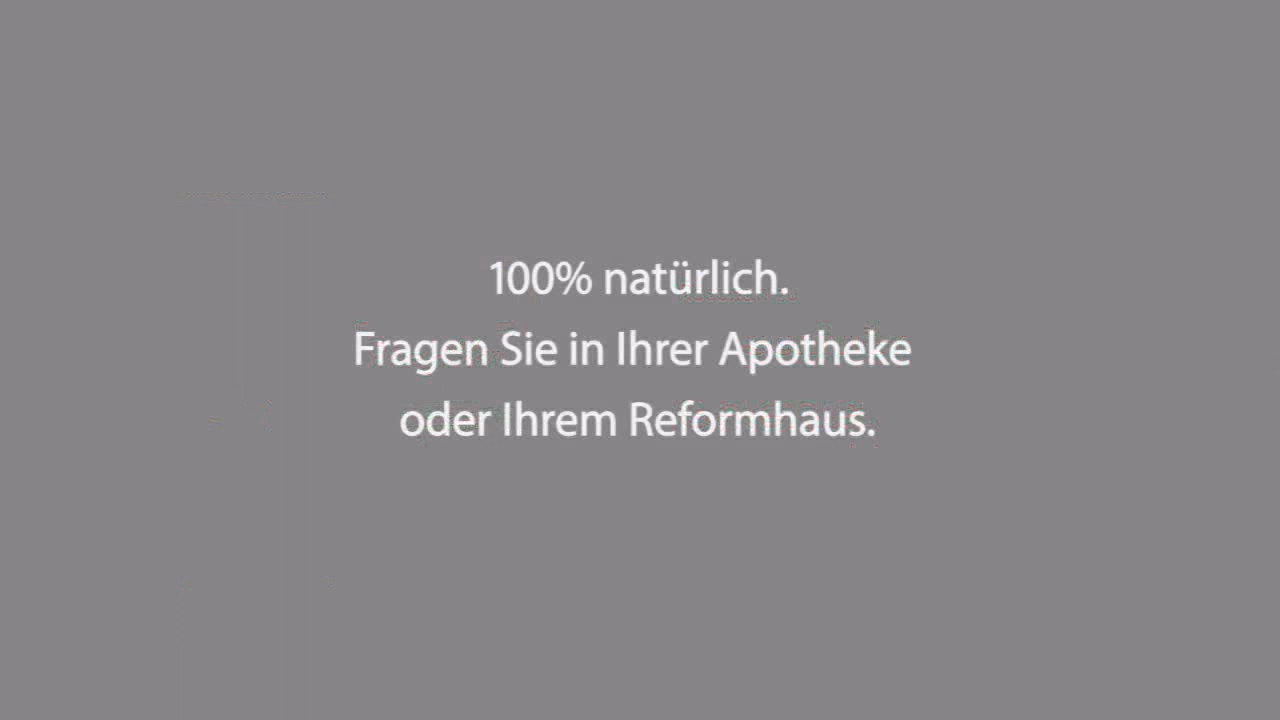 100% natürlich.
Fragen Sie in Ihrer Apotheke
oder Ihrem Reformhaus.